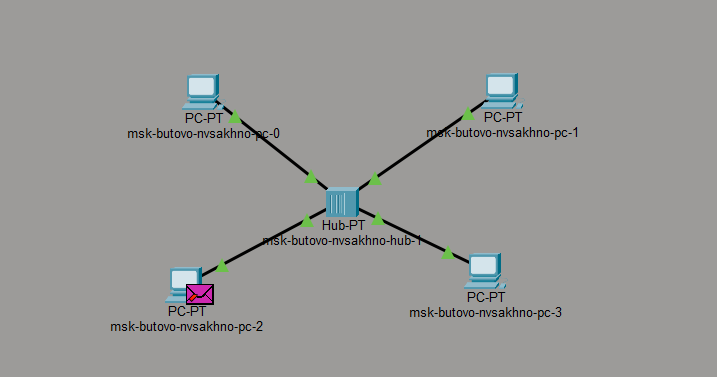 PC-PT
msk-butovo-nvsakhno-pc-0
PC-PT
msk-butovo-nvsakhno-pc-1
Hub-PT
msk-butovo-nvsakhno-hub-1
PC-PT
msk-butovo-nvsakhno-pc-2
PC-PT
msk-butovo-nvsakhno-pc-3